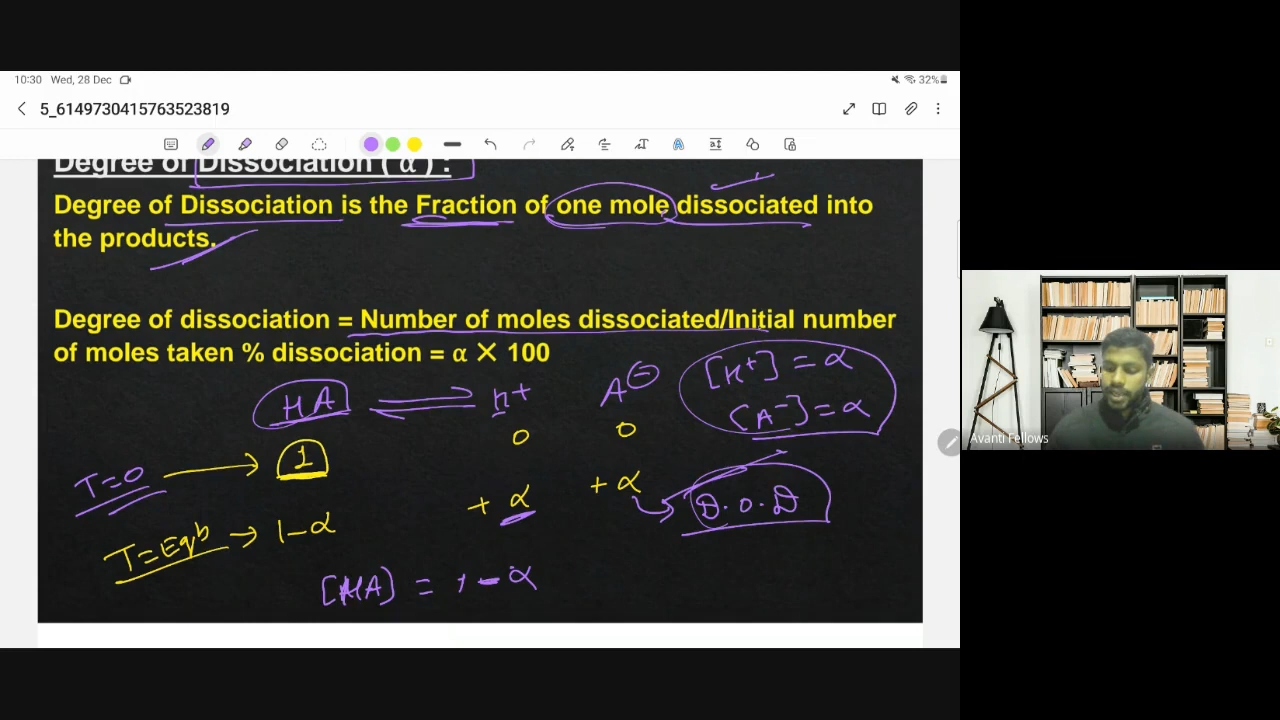 10:30 Wed, 28 Dec 32%
5_6149730415763523819
Degree of Dissociation ( α ) :
Degree of Dissociation is the Fraction of one mole dissociated into
the products.
Degree of dissociation = Number of moles dissociated/Initial number
of moles taken % dissociation = α X 100
HA ⇌ H+ A⊖
[H+] = α
[A-] = α
T=0 → 1 0 0
T=Eqb → 1-α + α + α
D.O.D
[HA] = 1-α
Avanti Fellows